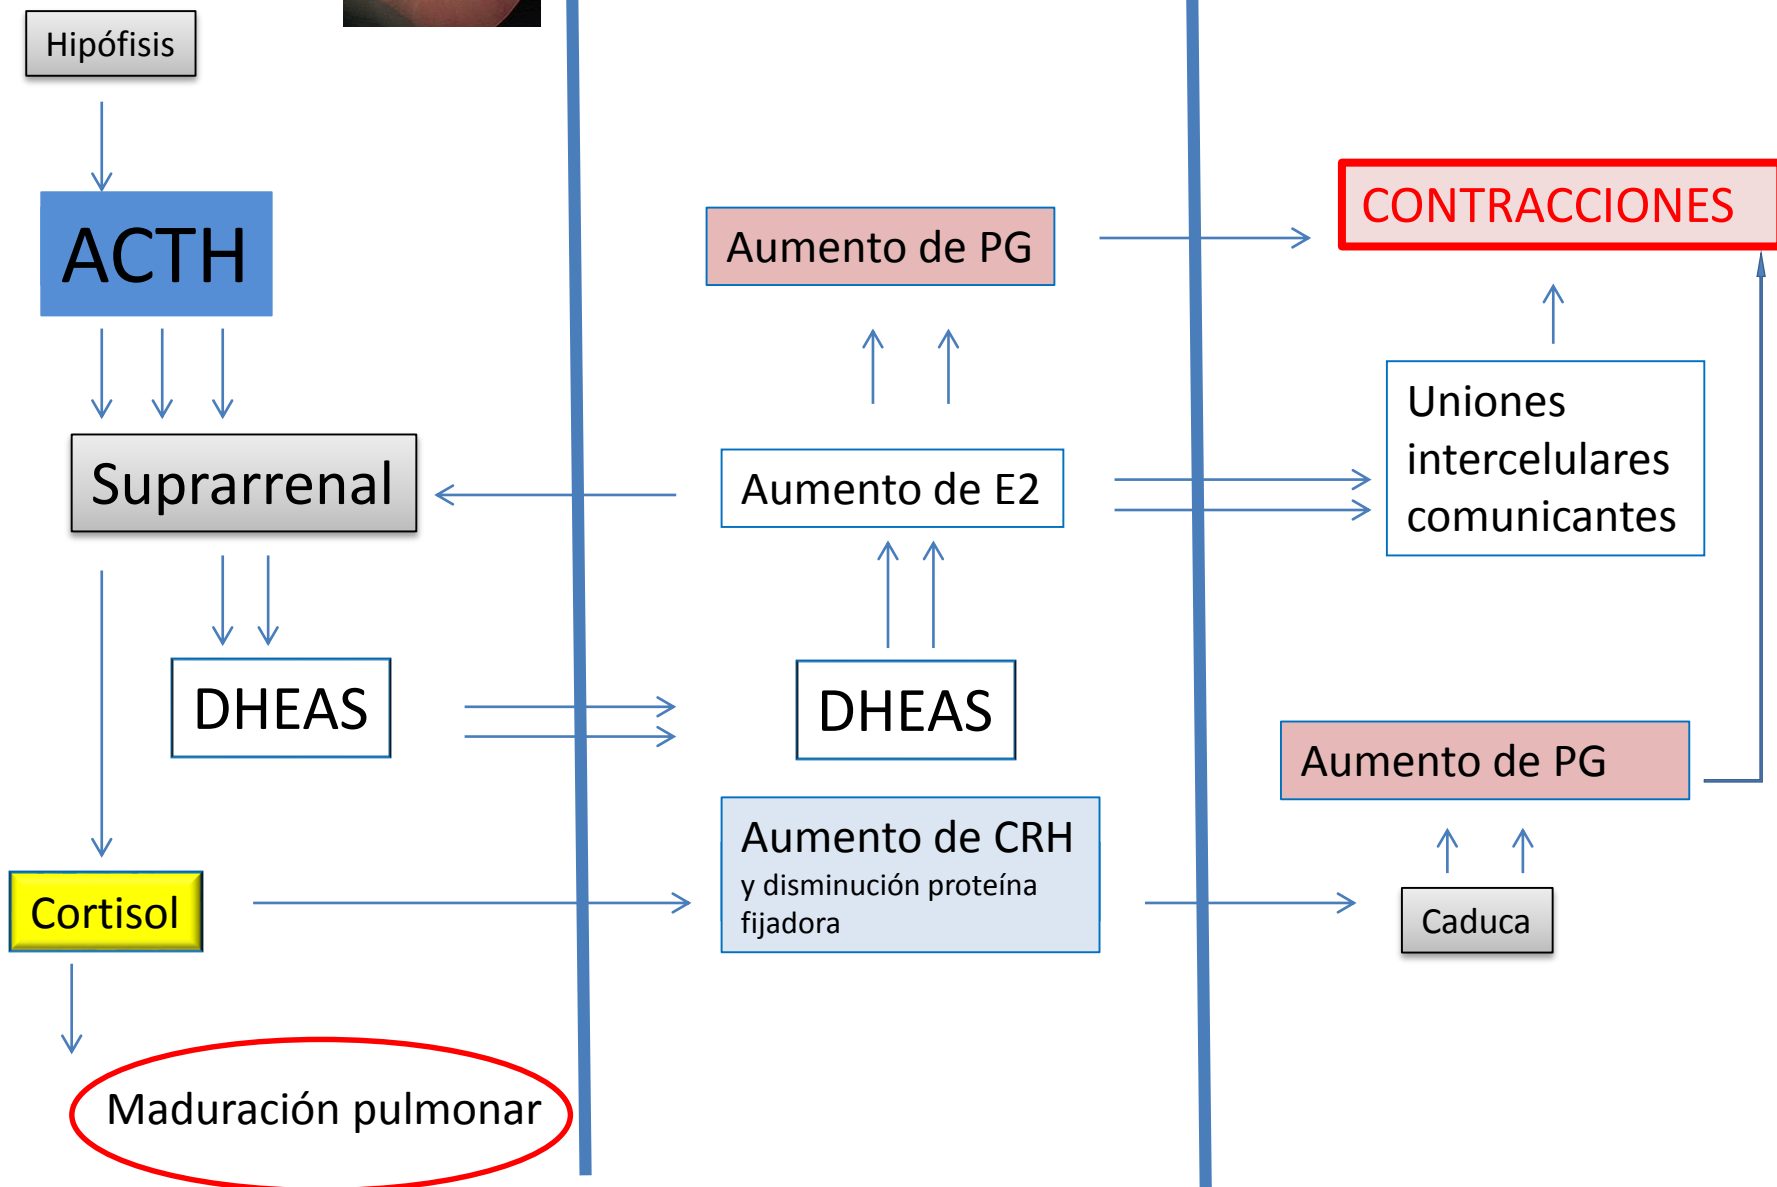 Hipófisis
ACTH
Suprarrenal
DHEAS
Cortisol
Maduración pulmonar
Aumento de PG
Aumento de E2
DHEAS
Aumento de CRH
y disminución proteína
fijadora
CONTRACCIONES
Uniones
intercelulares
comunicantes
Aumento de PG
Caduca